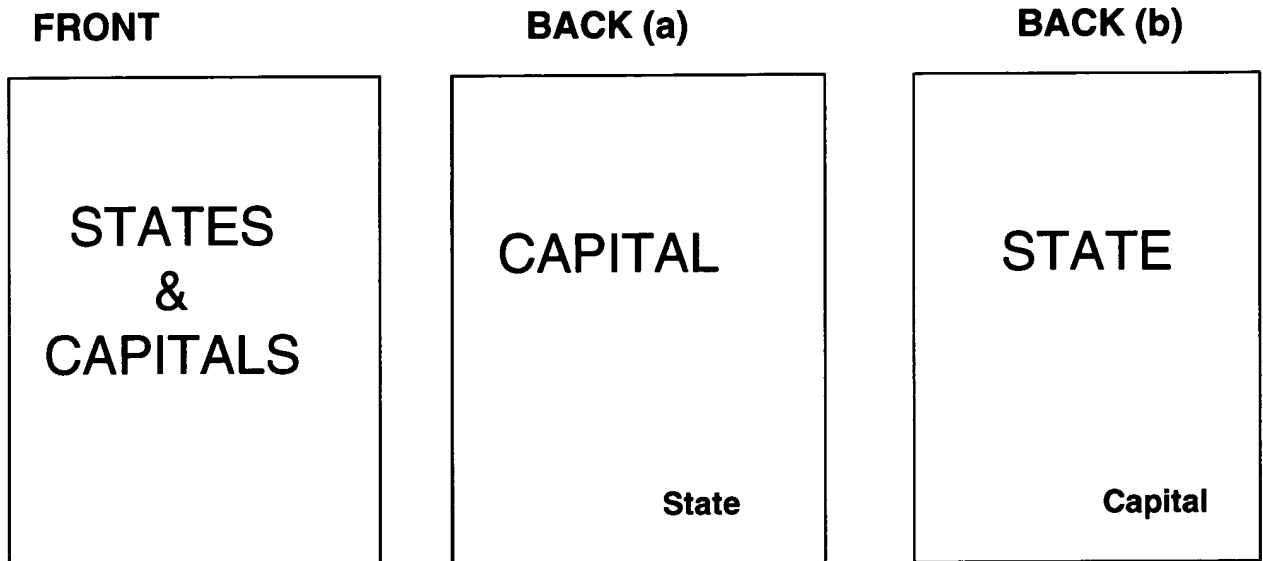 FRONT
STATES
&
CAPITALS
BACK (a)
CAPITAL
State
BACK (b)
STATE
Capital